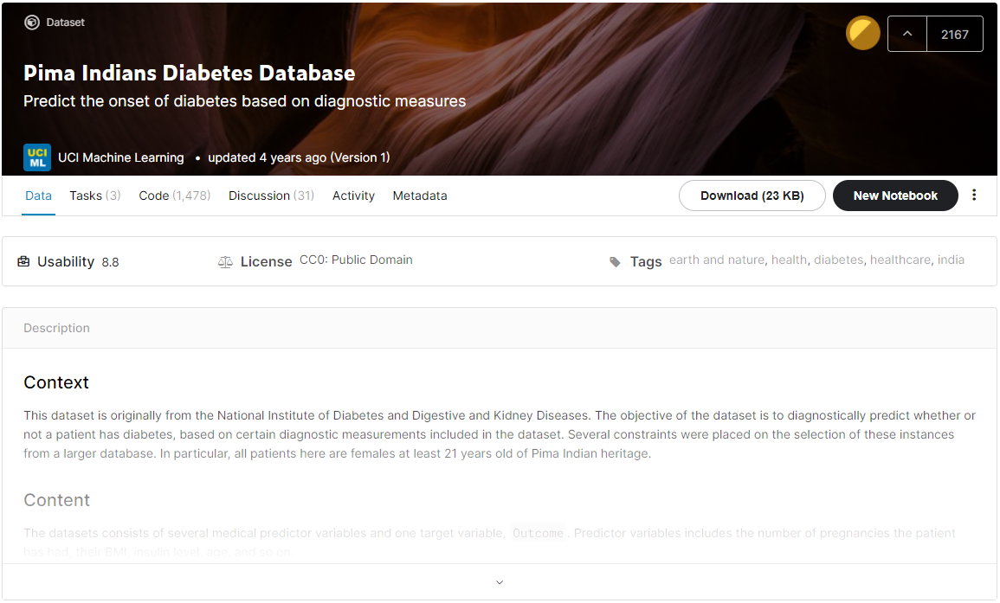 Dataset
2167
Pima Indians Diabetes Database
Predict the onset of diabetes based on diagnostic measures
UCI ML
UCI Machine Learning • updated 4 years ago (Version 1)
Data Tasks (3) Code (1,478) Discussion (31) Activity Metadata Download (23 KB) New Notebook
Usability 8.8 License CC0: Public Domain Tags earth and nature, health, diabetes, healthcare, india
Description
Context
This dataset is originally from the National Institute of Diabetes and Digestive and Kidney Diseases. The objective of the dataset is to diagnostically predict whether or
not a patient has diabetes, based on certain diagnostic measurements included in the dataset. Several constraints were placed on the selection of these instances
from a larger database. In particular, all patients here are females at least 21 years old of Pima Indian heritage.
Content
The datasets consists of several medical predictor variables and one target variable, Outcome. Predictor variables includes the number of pregnancies the patient
has had, their BMI, insulin level, age, and so on